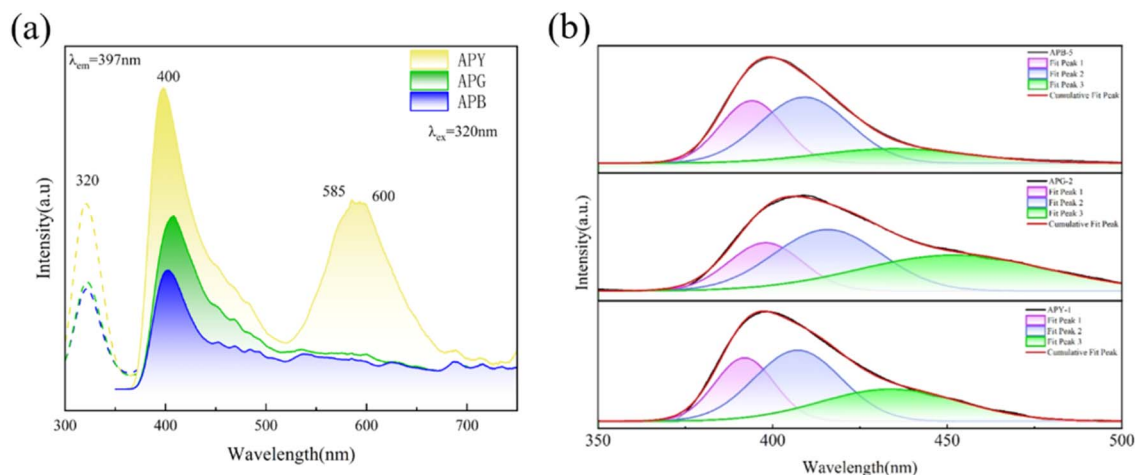 (a)
λem=397nm
400
APY
APG
APB
λex=320nm
320
585
600
Intensity(a.u)
300
400
500
600
700
Wavelength(nm)
(b)
APB-5
Fit Peak 1
Fit Peak 2
Fit Peak 3
Cumulative Fit Peak
APG-2
Fit Peak 1
Fit Peak 2
Fit Peak 3
Cumulative Fit Peak
APY-1
Fit Peak 1
Fit Peak 2
Fit Peak 3
Cumulative Fit Peak
Intensity(a.u.)
350
400
450
500
Wavelength(nm)